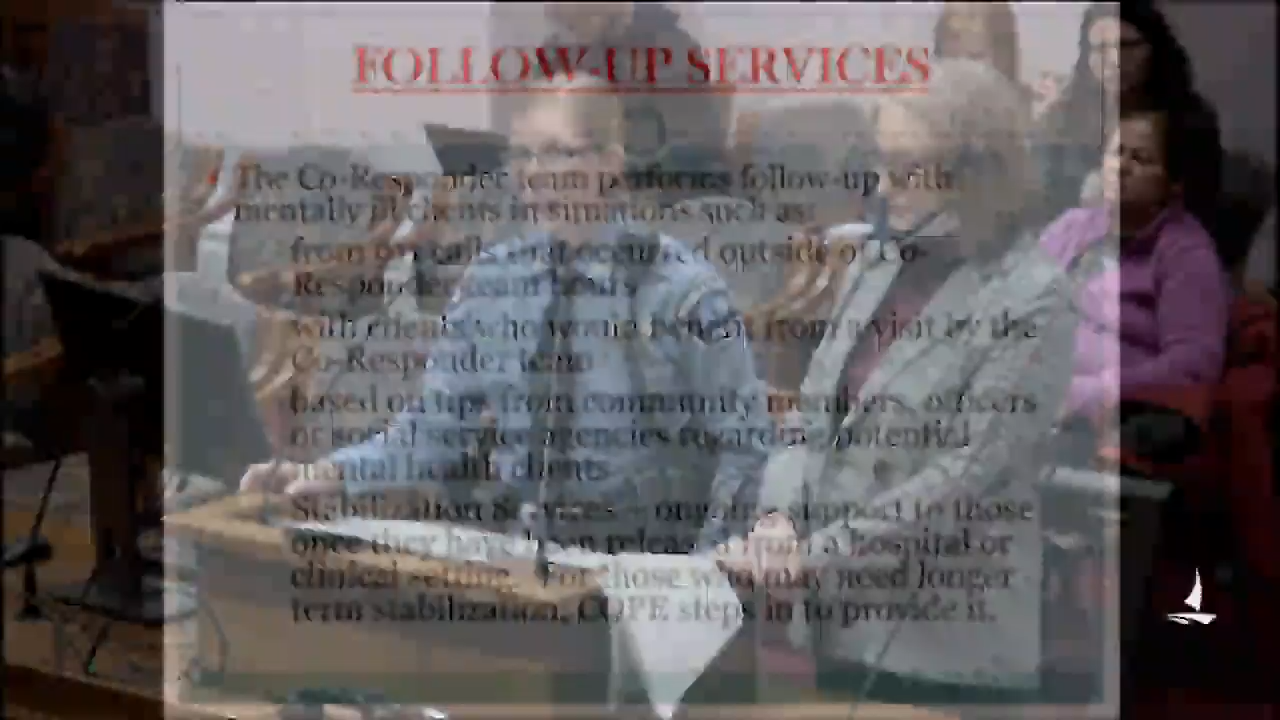 FOLLOW-UP SERVICES
The Co-Responder team performs follow-up with
mentally ill clients in situations such as:
from 911 calls that occurred outside of Co-
Responder team hours
with clients who would benefit from a visit by the
Co-Responder team
based on tips from community members, officers
or social service agencies regarding potential
mental health clients
Stabilization Services – ongoing support to those
once they have been released from a hospital or
clinical setting. For those who may need longer
term stabilization, COPE steps in to provide it.